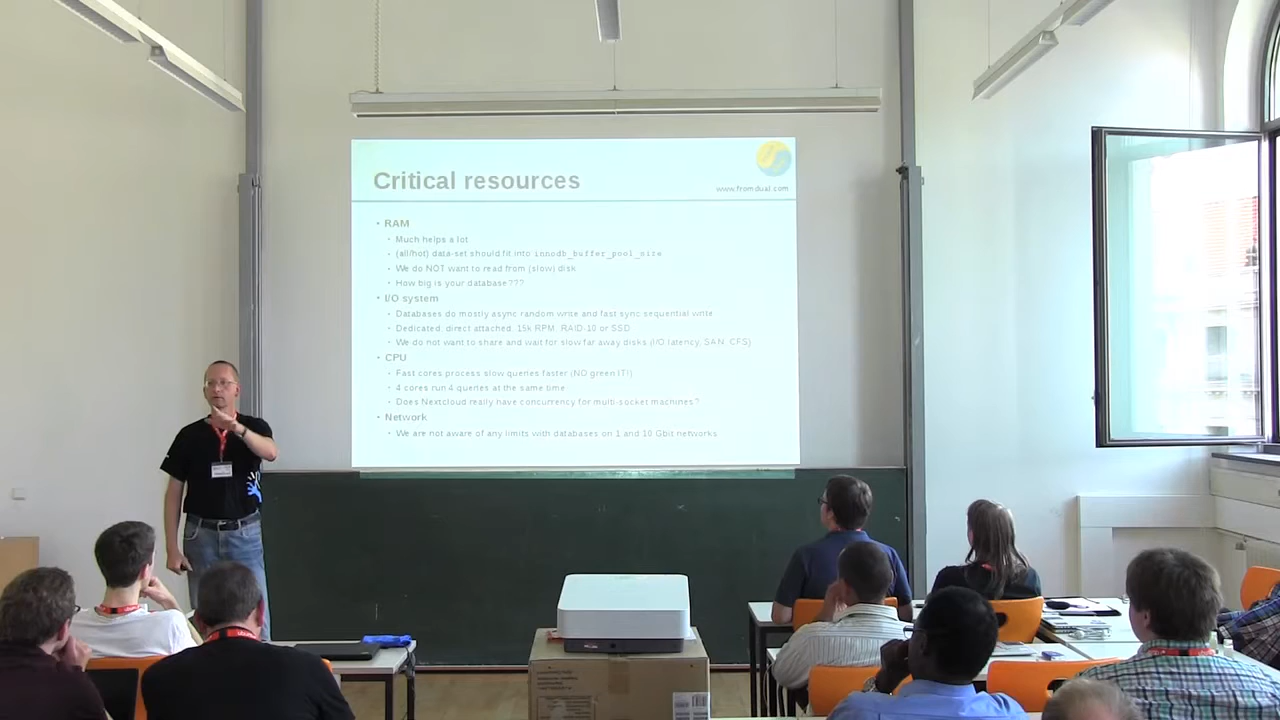 Critical resources
www.fromdual.com
• RAM
• Much helps a lot
• (all/hot) data-set should fit into innodb_buffer_pool_size
• We do NOT want to read from (slow) disk
• How big is your database???
• I/O system
• Databases do mostly async random write and fast sync sequential write
• Dedicated, direct attached, 15k RPM, RAID-10 or SSD
• We do not want to share and wait for slow far away disks (I/O latency, SAN, CFS)
• CPU
• Fast cores process slow queries faster (NO green IT!)
• 4 cores run 4 queries at the same time
• Does Nextcloud really have concurrency for multi-socket machines?
• Network
• We are not aware of any limits with databases on 1 and 10 Gbit networks